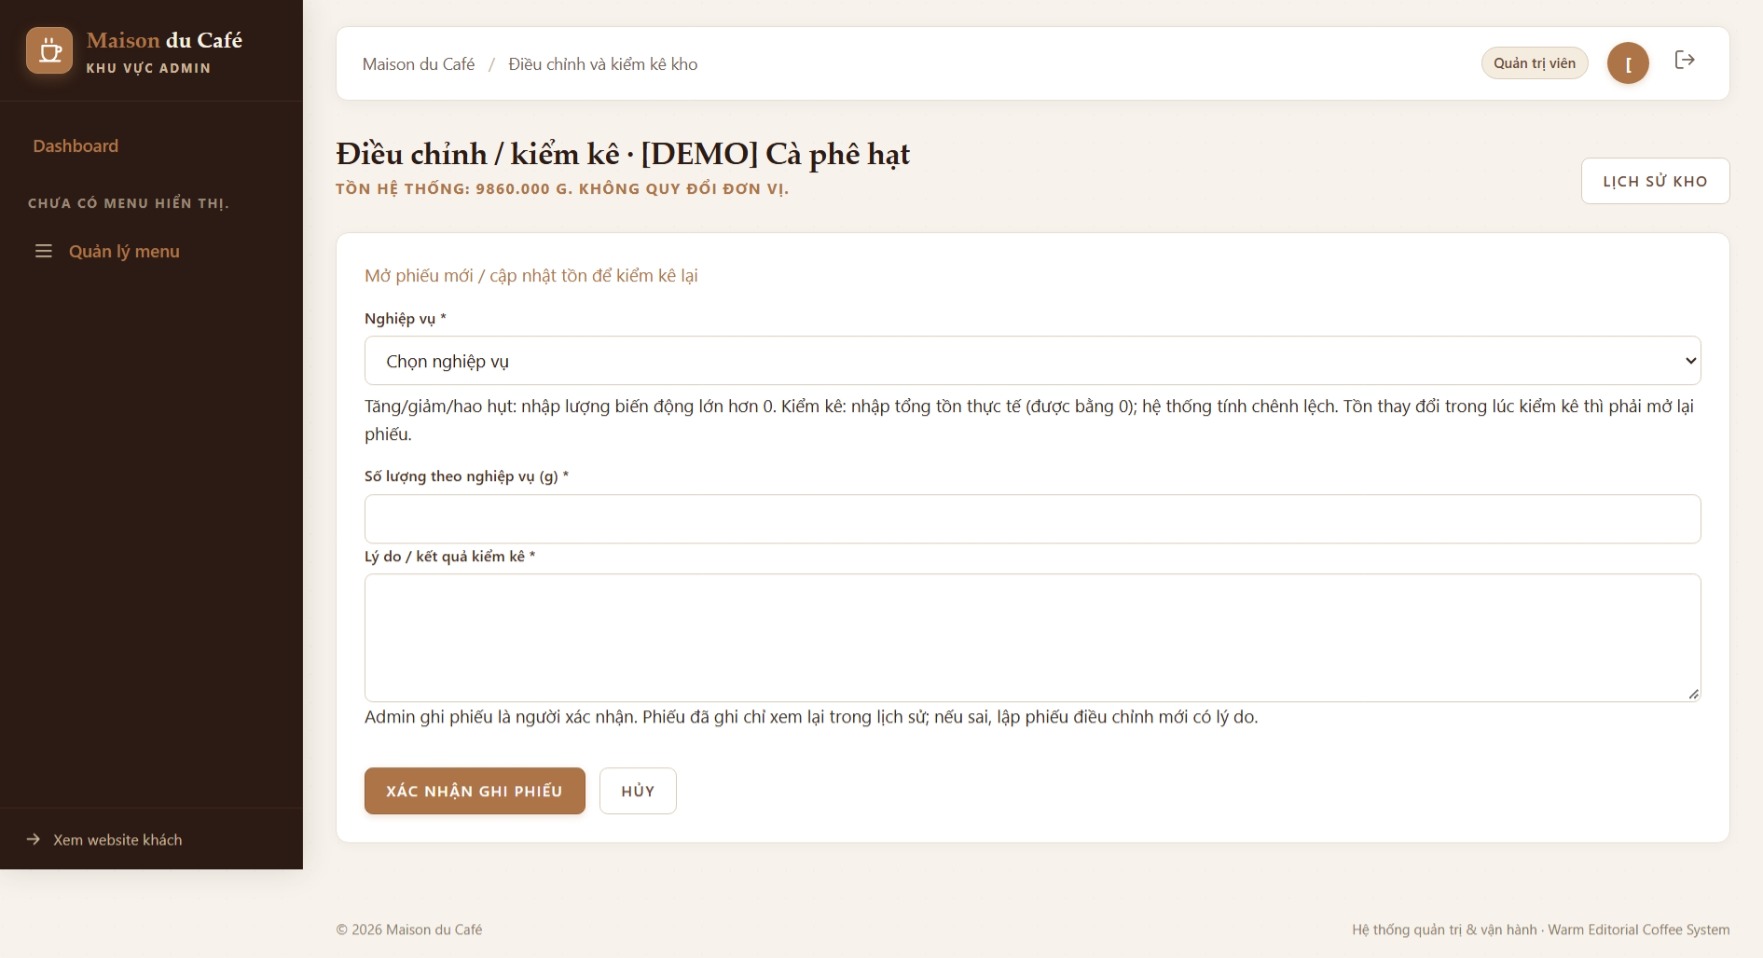 Maison du Café
KHU VỰC ADMIN
Dashboard
CHƯA CÓ MENU HIỂN THỊ.
Quản lý menu
Xem website khách
Maison du Café / Điều chỉnh và kiểm kê kho
Quản trị viên
[
Điều chỉnh / kiểm kê · [DEMO] Cà phê hạt
TỒN HỆ THỐNG: 9860.000 G. KHÔNG QUY ĐỔI ĐƠN VỊ.
LỊCH SỬ KHO
Mở phiếu mới / cập nhật tồn để kiểm kê lại
Nghiệp vụ *
Chọn nghiệp vụ
Tăng/giảm/hao hụt: nhập lượng biến động lớn hơn 0. Kiểm kê: nhập tổng tồn thực tế (được bằng 0); hệ thống tính chênh lệch. Tồn thay đổi trong lúc kiểm kê thì phải mở lại
phiếu.
Số lượng theo nghiệp vụ (g) *
Lý do / kết quả kiểm kê *
Admin ghi phiếu là người xác nhận. Phiếu đã ghi chỉ xem lại trong lịch sử; nếu sai, lập phiếu điều chỉnh mới có lý do.
XÁC NHẬN GHI PHIẾU
HỦY
© 2026 Maison du Café
Hệ thống quản trị & vận hành · Warm Editorial Coffee System